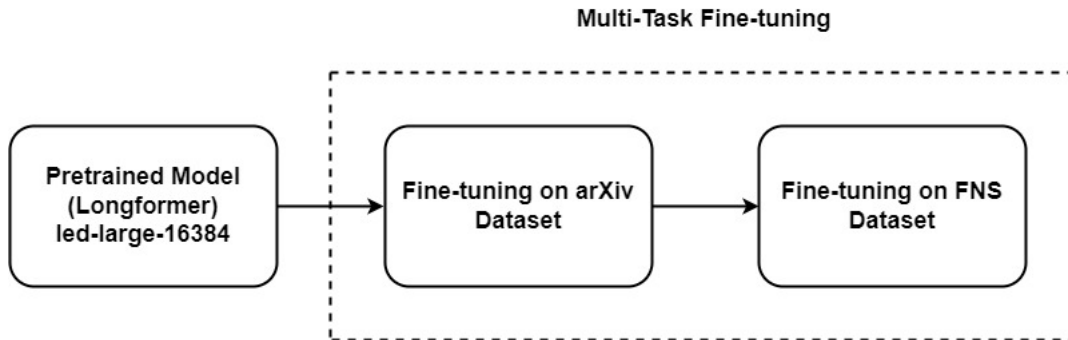 Multi-Task Fine-tuning
Pretrained Model
(Longformer)
led-large-16384
Fine-tuning on arXiv
Dataset
Fine-tuning on FNS
Dataset